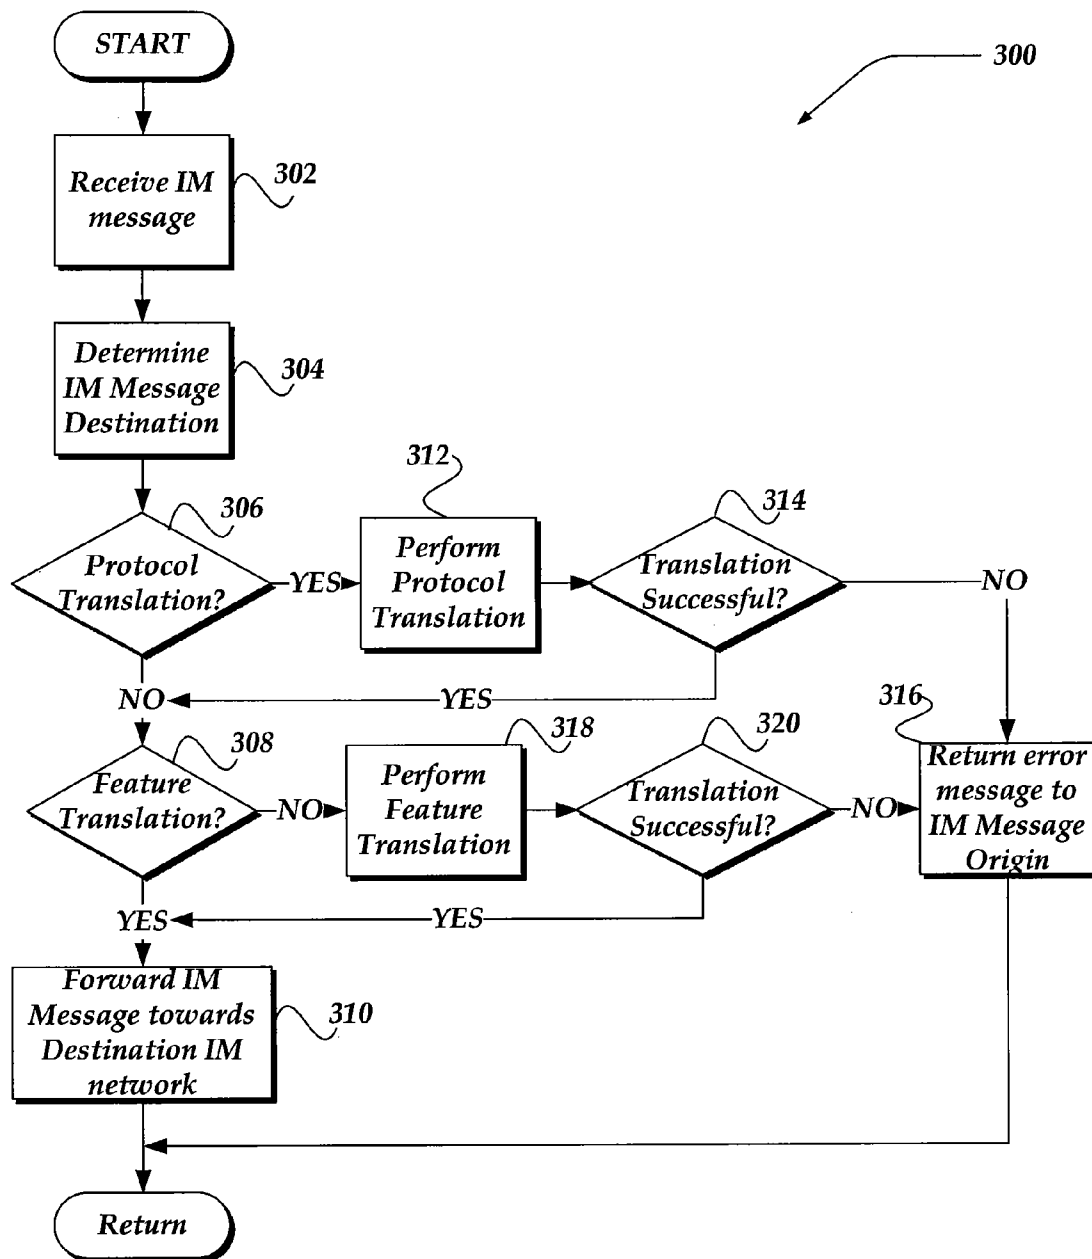 START
300
Receive IM
message
302
Determine
IM Message
Destination
304
Protocol
Translation?
306
YES
Perform
Protocol
Translation
312
Translation
Successful?
314
NO
NO
YES
Feature
Translation?
308
NO
Perform
Feature
Translation
318
Translation
Successful?
320
NO
Return error
message to
IM Message
Origin
316
YES
YES
Forward IM
Message towards
Destination IM
network
310
Return